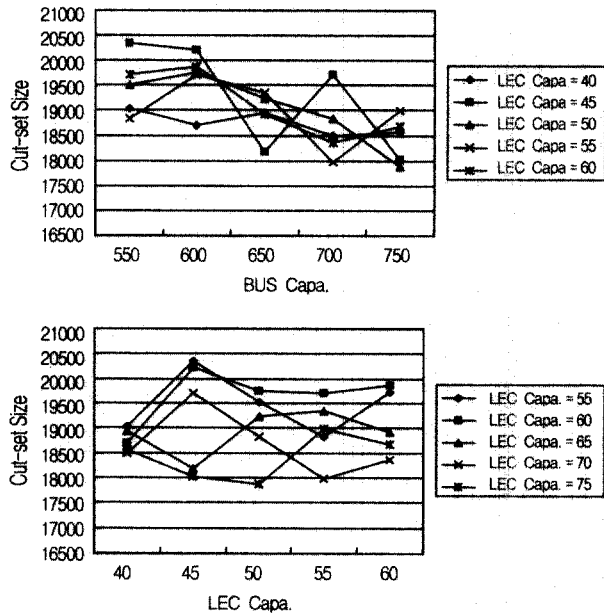 21000
20500
20000
19500
19000
18500
18000
17500
17000
16500
Cut-set Size
550 600 650 700 750
BUS Capa.
LEC Capa = 40
LEC Capa = 45
LEC Capa = 50
LEC Capa = 55
LEC Capa = 60
21000
20500
20000
19500
19000
18500
18000
17500
17000
16500
Cut-set Size
40 45 50 55 60
LEC Capa.
LEC Capa. = 55
LEC Capa. = 60
LEC Capa. = 65
LEC Capa. = 70
LEC Capa. = 75